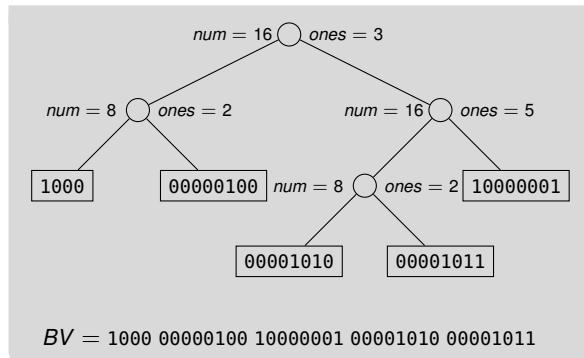 num = 16 ones = 3
num = 8 ones = 2 num = 16 ones = 5
1000 00000100 num = 8 ones = 2 10000001
00001010 00001011
BV = 1000 00000100 10000001 00001010 00001011